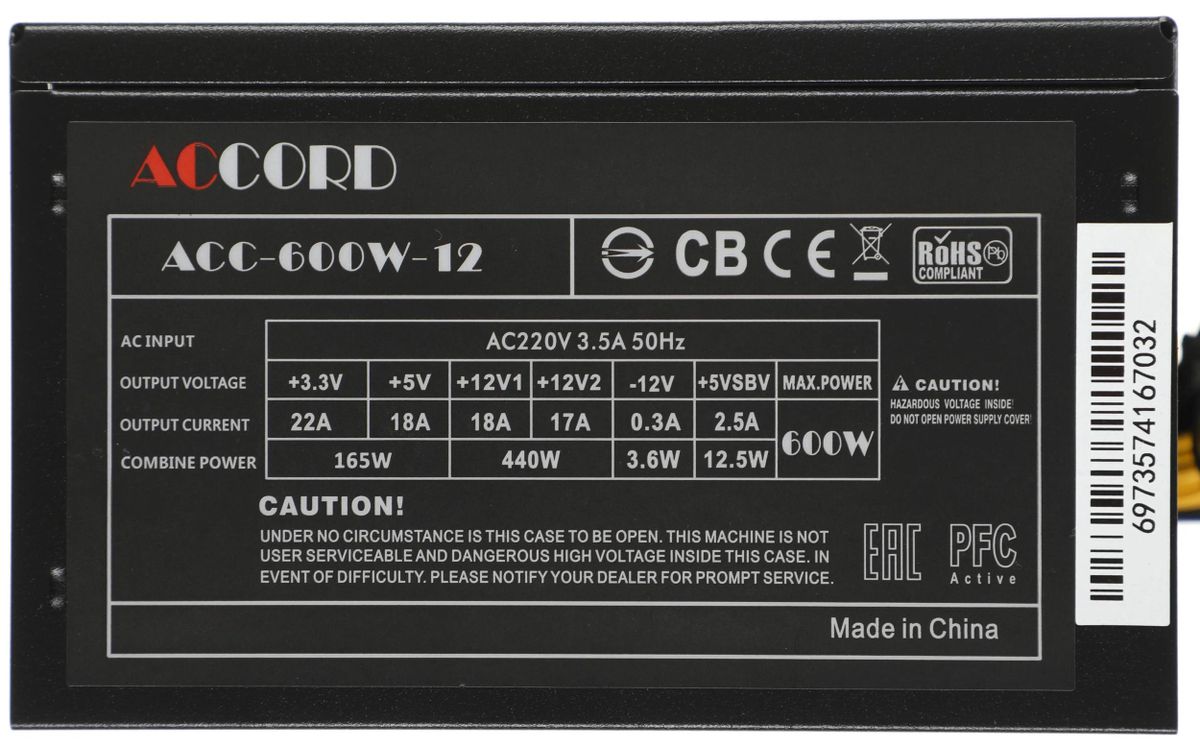 ACCORD
ACC-600W-12
CB CE RoHS Pb
COMPLIANT
AC INPUT AC220V 3.5A 50Hz
OUTPUT VOLTAGE +3.3V +5V +12V1 +12V2 -12V +5VSBV MAX.POWER
OUTPUT CURRENT 22A 18A 18A 17A 0.3A 2.5A 600W
COMBINE POWER 165W 440W 3.6W 12.5W
CAUTION!
HAZARDOUS VOLTAGE INSIDE!
DO NOT OPEN POWER SUPPLY COVER!
CAUTION!
UNDER NO CIRCUMSTANCE IS THIS CASE TO BE OPEN. THIS MACHINE IS NOT
USER SERVICEABLE AND DANGEROUS HIGH VOLTAGE INSIDE THIS CASE. IN
EVENT OF DIFFICULTY. PLEASE NOTIFY YOUR DEALER FOR PROMPT SERVICE.
EAC PFC
Active
Made in China
6973574167032